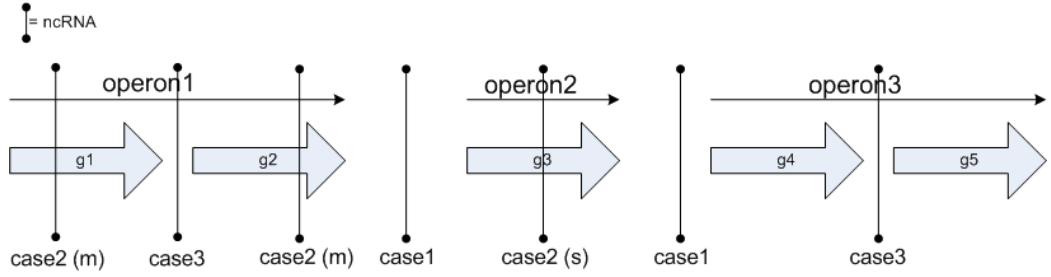 = ncRNA
operon1
operon2
operon3
g1
g2
g3
g4
g5
case2 (m)
case3
case2 (m)
case1
case2 (s)
case1
case3